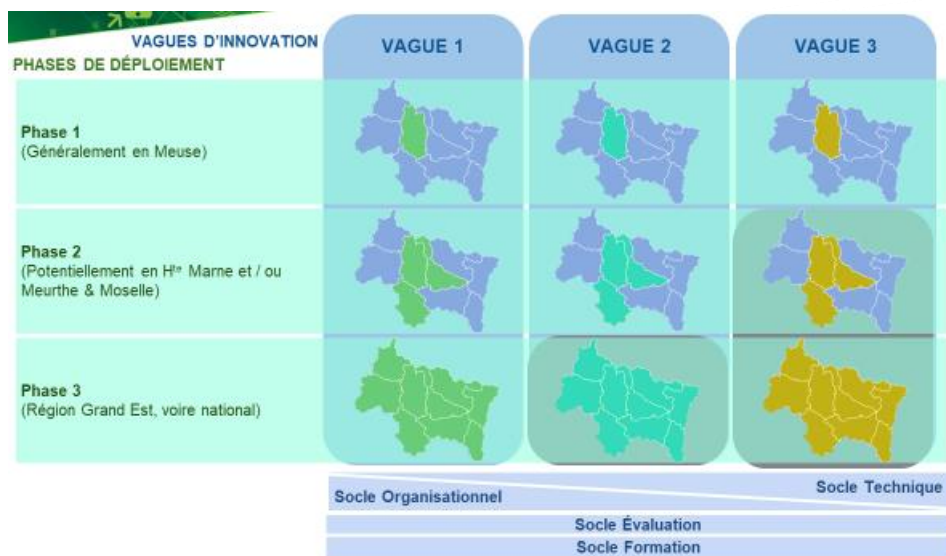 VAGUES D'INNOVATION
PHASES DE DÉPLOIEMENT
VAGUE 1
VAGUE 2
VAGUE 3
Phase 1
(Généralement en Meuse)
Phase 2
(Potentiellement en Hte Marne et / ou
Meurthe & Moselle)
Phase 3
(Région Grand Est, voire national)
Socle Organisationnel
Socle Technique
Socle Évaluation
Socle Formation